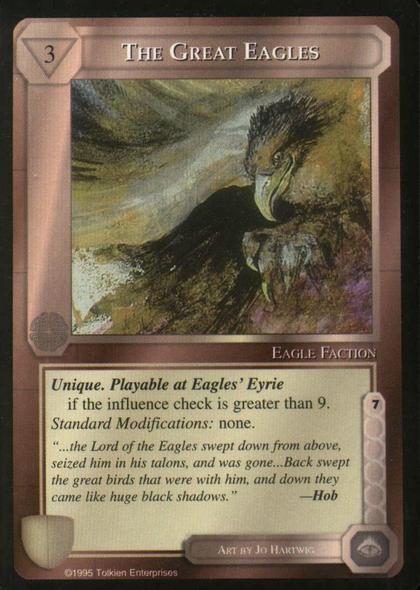 3
THE GREAT EAGLES
EAGLE FACTION
Unique. Playable at Eagles' Eyrie
if the influence check is greater than 9.
Standard Modifications: none.
7
“...the Lord of the Eagles swept down from above,
seized him in his talons, and was gone...Back swept
the great birds that were with him, and down they
came like huge black shadows.” —Hob
ART BY JO HARTWIG
©1995 Tolkien Enterprises